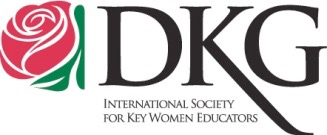 DKG
INTERNATIONAL SOCIETY
FOR KEY WOMEN EDUCATORS